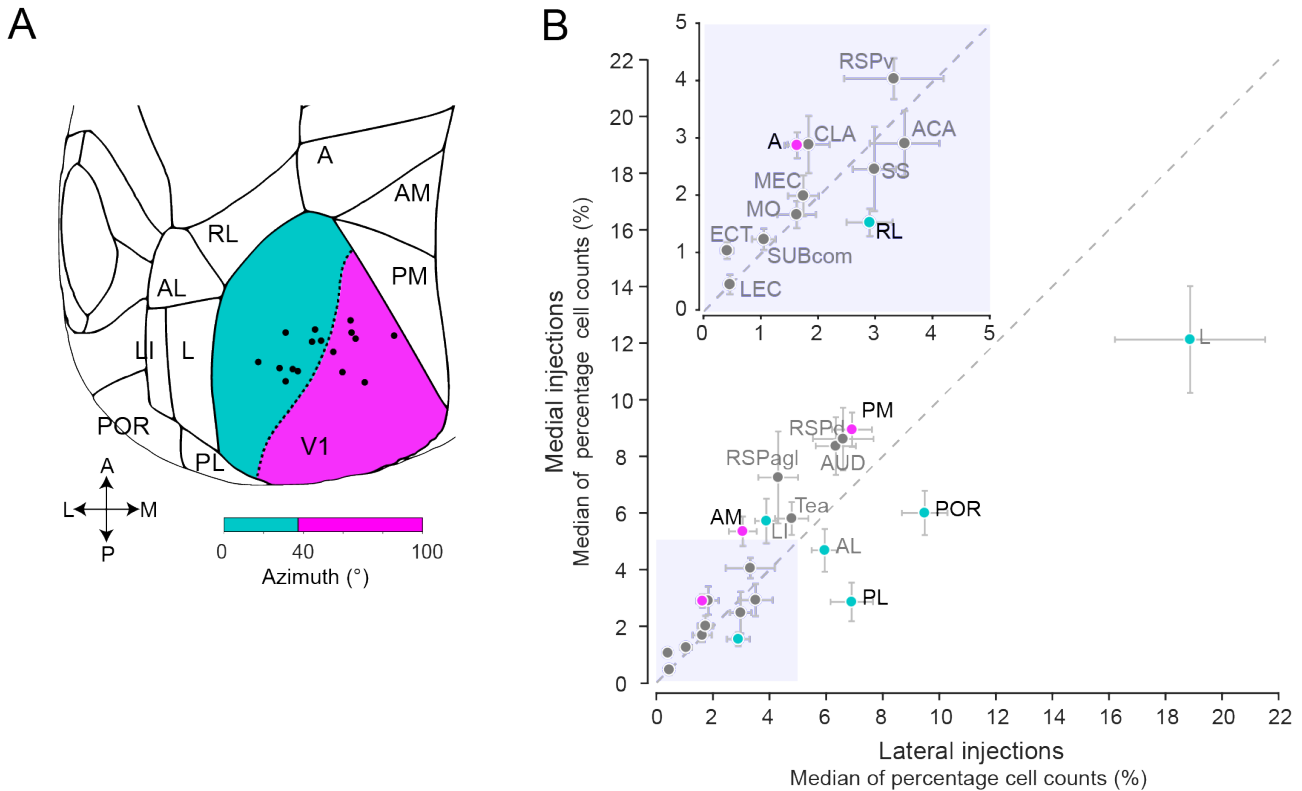 A
A
AM
RL
PM
AL
LI
L
POR
V1
PL
A
L
M
P
0
40
100
Azimuth (°)
B
5
4
3
2
1
0
0
1
2
3
4
5
RSPv
A
CLA
ACA
SS
MEC
MO
RL
ECT
SUBcom
LEC
22
20
18
16
14
12
10
8
6
4
2
0
Medial injections
Median of percentage cell counts (%)
L
PM
RSPd
AUD
RSPagl
Tea
AM
LI
POR
AL
PL
0
2
4
6
8
10
12
14
16
18
20
22
Lateral injections
Median of percentage cell counts (%)